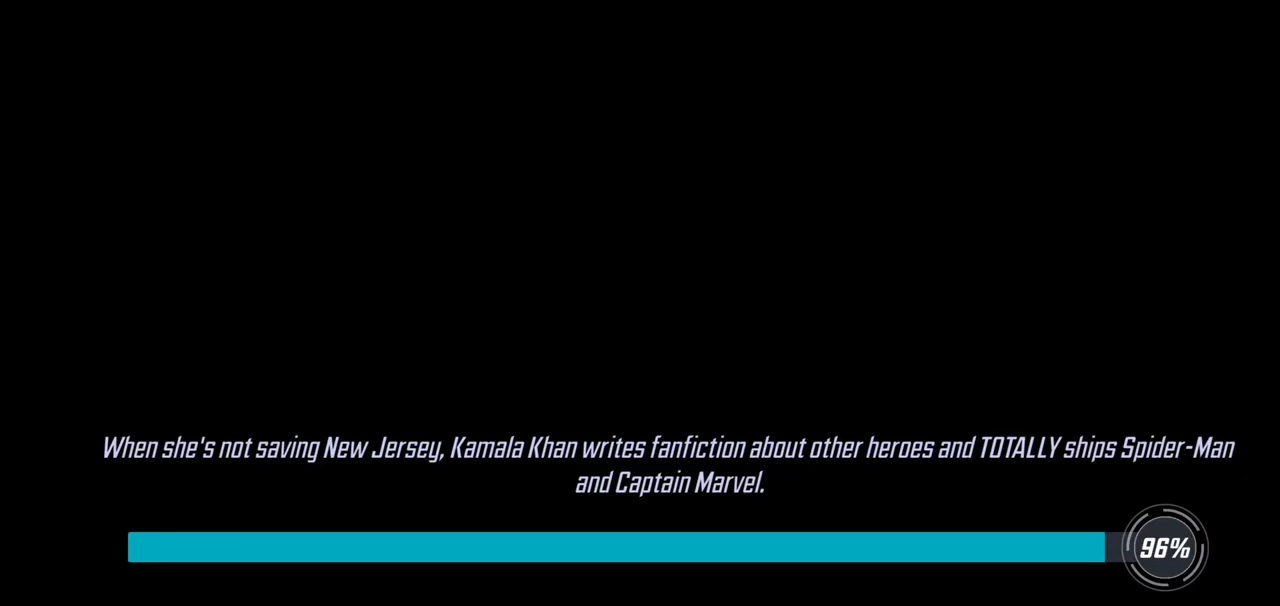 When she's not saving New Jersey, Kamala Khan writes fanfiction about other heroes and TOTALLY ships Spider-Man
and Captain Marvel.
96%